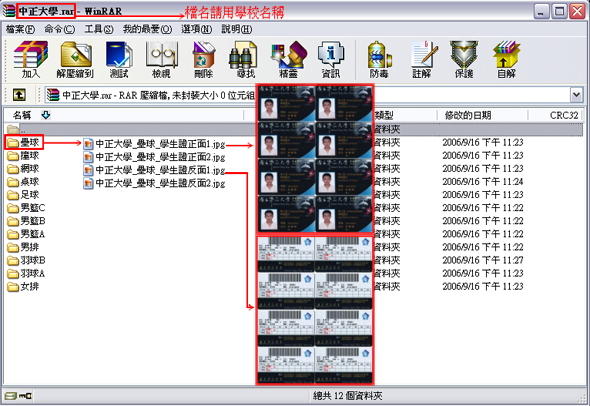 中正大學.rar - WinRAR
檔名請用學校名稱
檔案(F) 命令(C) 工具(S) 我的最愛(O) 選項(N) 說明(H)
加入 解壓縮到 測試 檢視 刪除 尋找 精靈 資訊 防毒 註解 保護 自解
中正大學.rar - RAR 壓縮檔, 未封裝大小 0 位元組
名稱 類型 修改的日期 CRC32
.. 資料夾
壘球 中正大學_壘球_學生證正面1.jpg 資料夾 2006/9/16 下午 11:23
撞球 中正大學_壘球_學生證正面2.jpg 資料夾 2006/9/16 下午 11:23
網球 中正大學_壘球_學生證反面1.jpg 資料夾 2006/9/16 下午 11:23
桌球 中正大學_壘球_學生證反面2.jpg 資料夾 2006/9/16 下午 11:24
足球 資料夾 2006/9/16 下午 11:23
男籃C 資料夾 2006/9/16 下午 11:22
男籃B 資料夾 2006/9/16 下午 11:22
男籃A 資料夾 2006/9/16 下午 11:22
男排 資料夾 2006/9/16 下午 11:22
羽球B 資料夾 2006/9/16 下午 11:27
羽球A 資料夾 2006/9/16 下午 11:23
女排 資料夾 2006/9/16 下午 11:23
總共 12 個資料夾